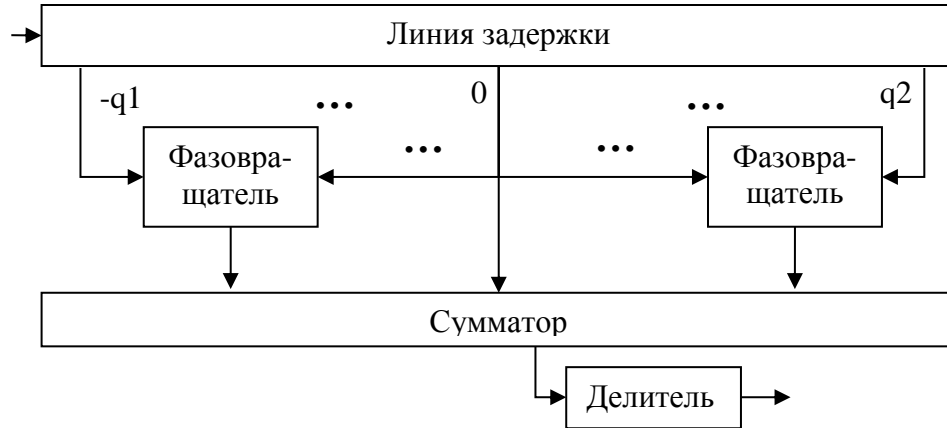 Линия задержки
-q1
...
0
...
q2
...
...
Фазовра-
щатель
Фазовра-
щатель
Сумматор
Делитель